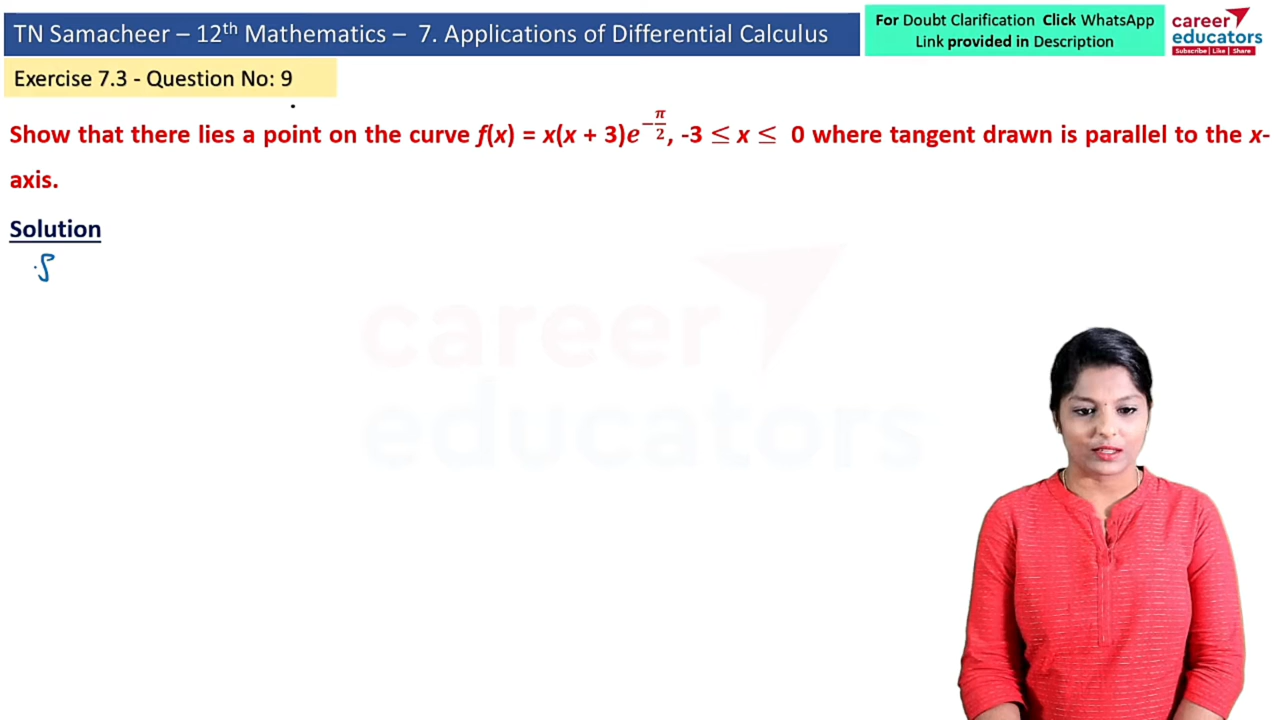 TN Samacheer – 12th Mathematics – 7. Applications of Differential Calculus
For Doubt Clarification Click WhatsApp
Link provided in Description
career
educators
Subscribe | Like | Share
Exercise 7.3 - Question No: 9
Show that there lies a point on the curve f(x) = x(x + 3)e^{-π/2}, -3 ≤ x ≤ 0 where tangent drawn is parallel to the x-
axis.
Solution
career
educators